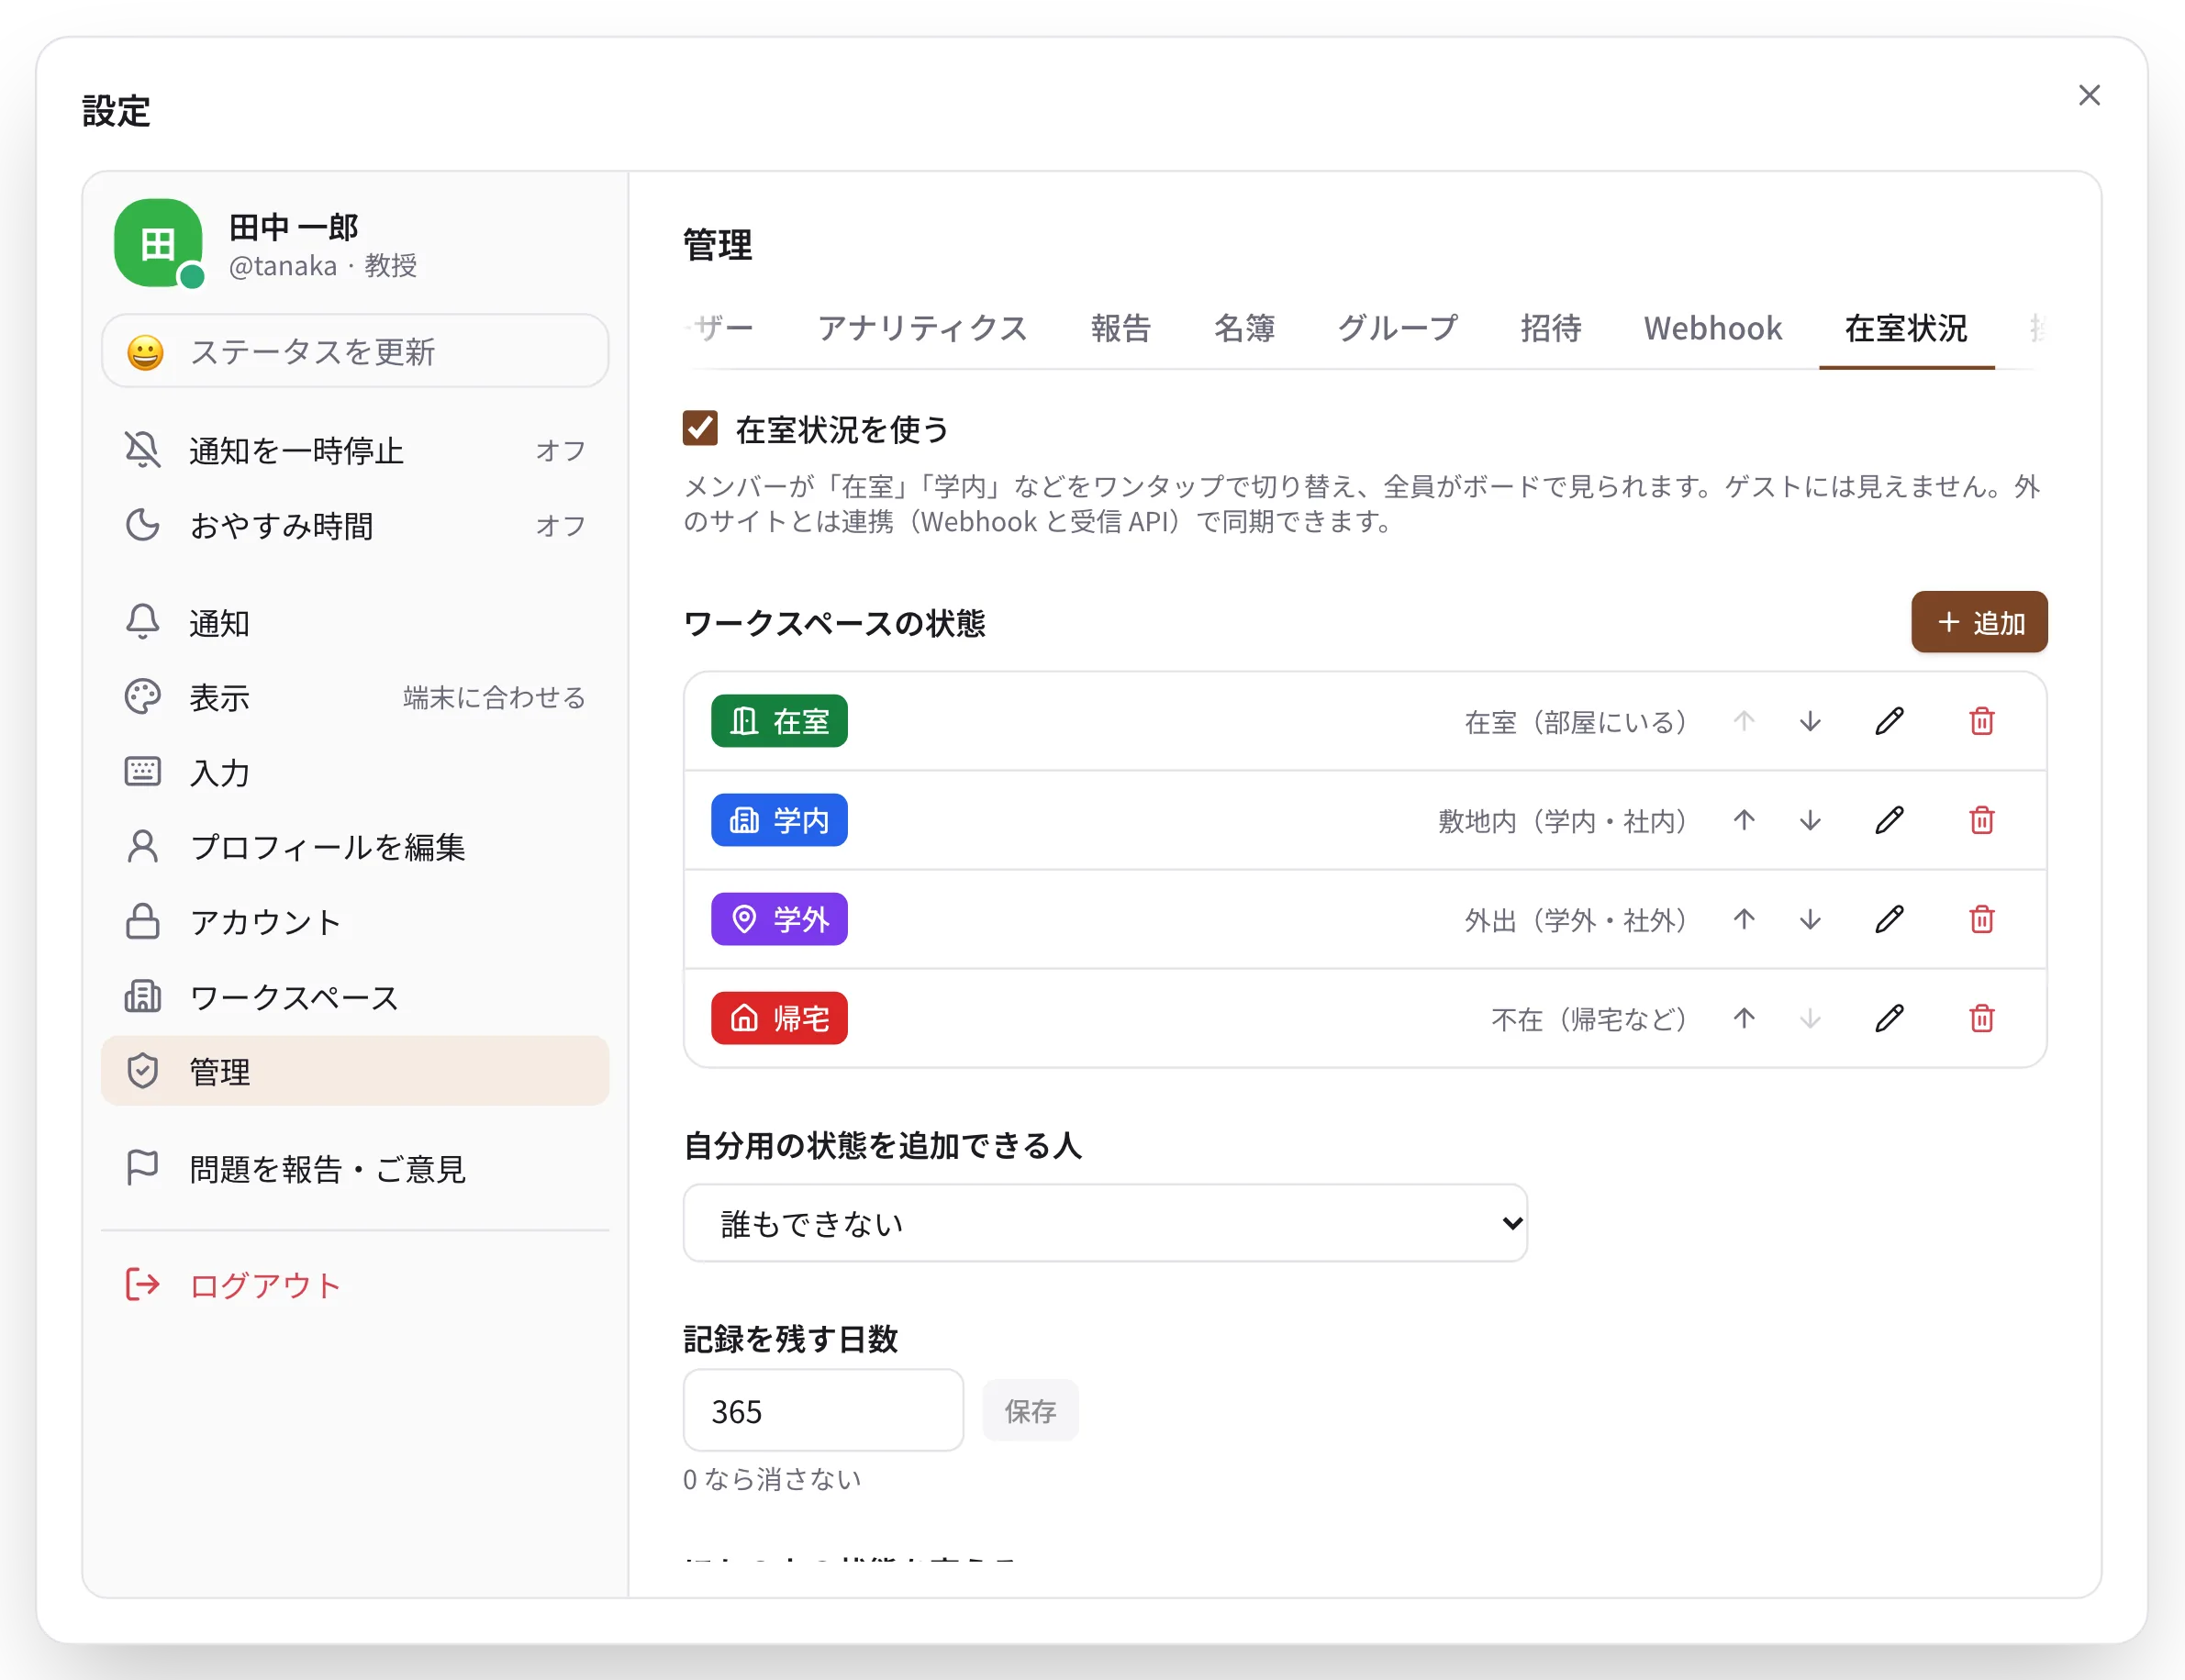 設定
田
田中 一郎
@tanaka · 教授
ステータスを更新
通知を一時停止
オフ
おやすみ時間
オフ
通知
表示
端末に合わせる
入力
プロフィールを編集
アカウント
ワークスペース
管理
問題を報告・ご意見
ログアウト
管理
ザー
アナリティクス
報告
名簿
グループ
招待
Webhook
在室状況
在室状況を使う
メンバーが「在室」「学内」などをワンタップで切り替え、全員がボードで見られます。ゲストには見えません。外
のサイトとは連携（Webhook と受信 API）で同期できます。
ワークスペースの状態
追加
在室
在室（部屋にいる）
学内
敷地内（学内・社内）
学外
外出（学外・社外）
帰宅
不在（帰宅など）
自分用の状態を追加できる人
誰もできない
記録を残す日数
365
保存
0 なら消さない